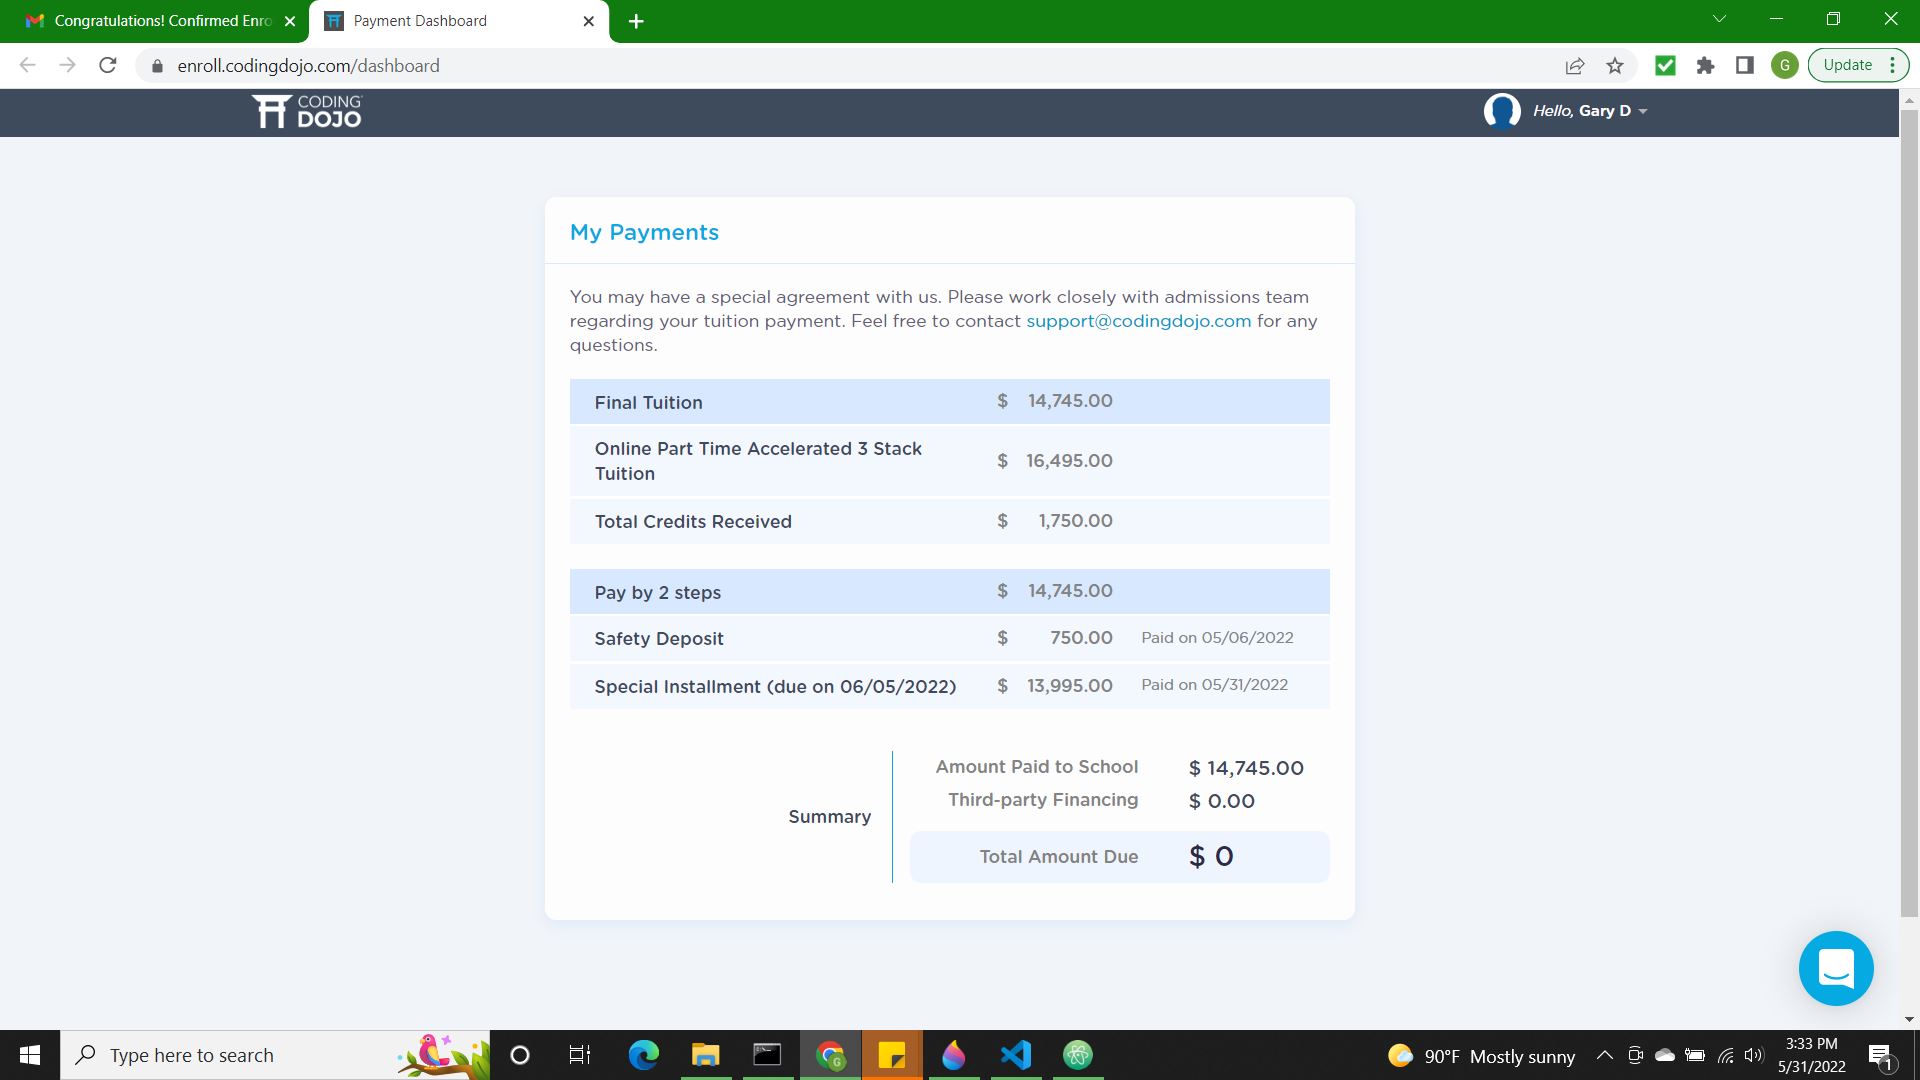 Congratulations! Confirmed Enro
Payment Dashboard
enroll.codingdojo.com/dashboard
G
Update
CODING
DOJO
Hello, Gary D
My Payments
You may have a special agreement with us. Please work closely with admissions team
regarding your tuition payment. Feel free to contact support@codingdojo.com for any
questions.
Final Tuition $ 14,745.00
Online Part Time Accelerated 3 Stack
Tuition $ 16,495.00
Total Credits Received $ 1,750.00
Pay by 2 steps $ 14,745.00
Safety Deposit $ 750.00 Paid on 05/06/2022
Special Installment (due on 06/05/2022) $ 13,995.00 Paid on 05/31/2022
Summary
Amount Paid to School $ 14,745.00
Third-party Financing $ 0.00
Total Amount Due $ 0
Type here to search
G
90°F Mostly sunny
3:33 PM
5/31/2022
1